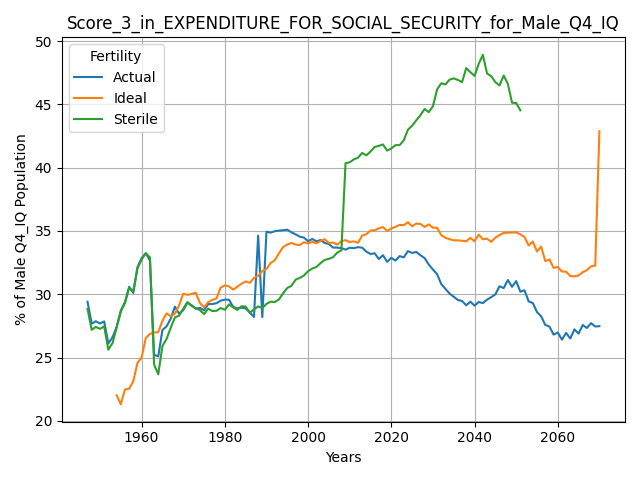 Score_3_in_EXPENDITURE_FOR_SOCIAL_SECURITY_for_Male_Q4_IQ
50
45
40
35
30
25
20
% of Male Q4_IQ Population
Fertility
Actual
Ideal
Sterile
1960
1980
2000
2020
2040
2060
Years